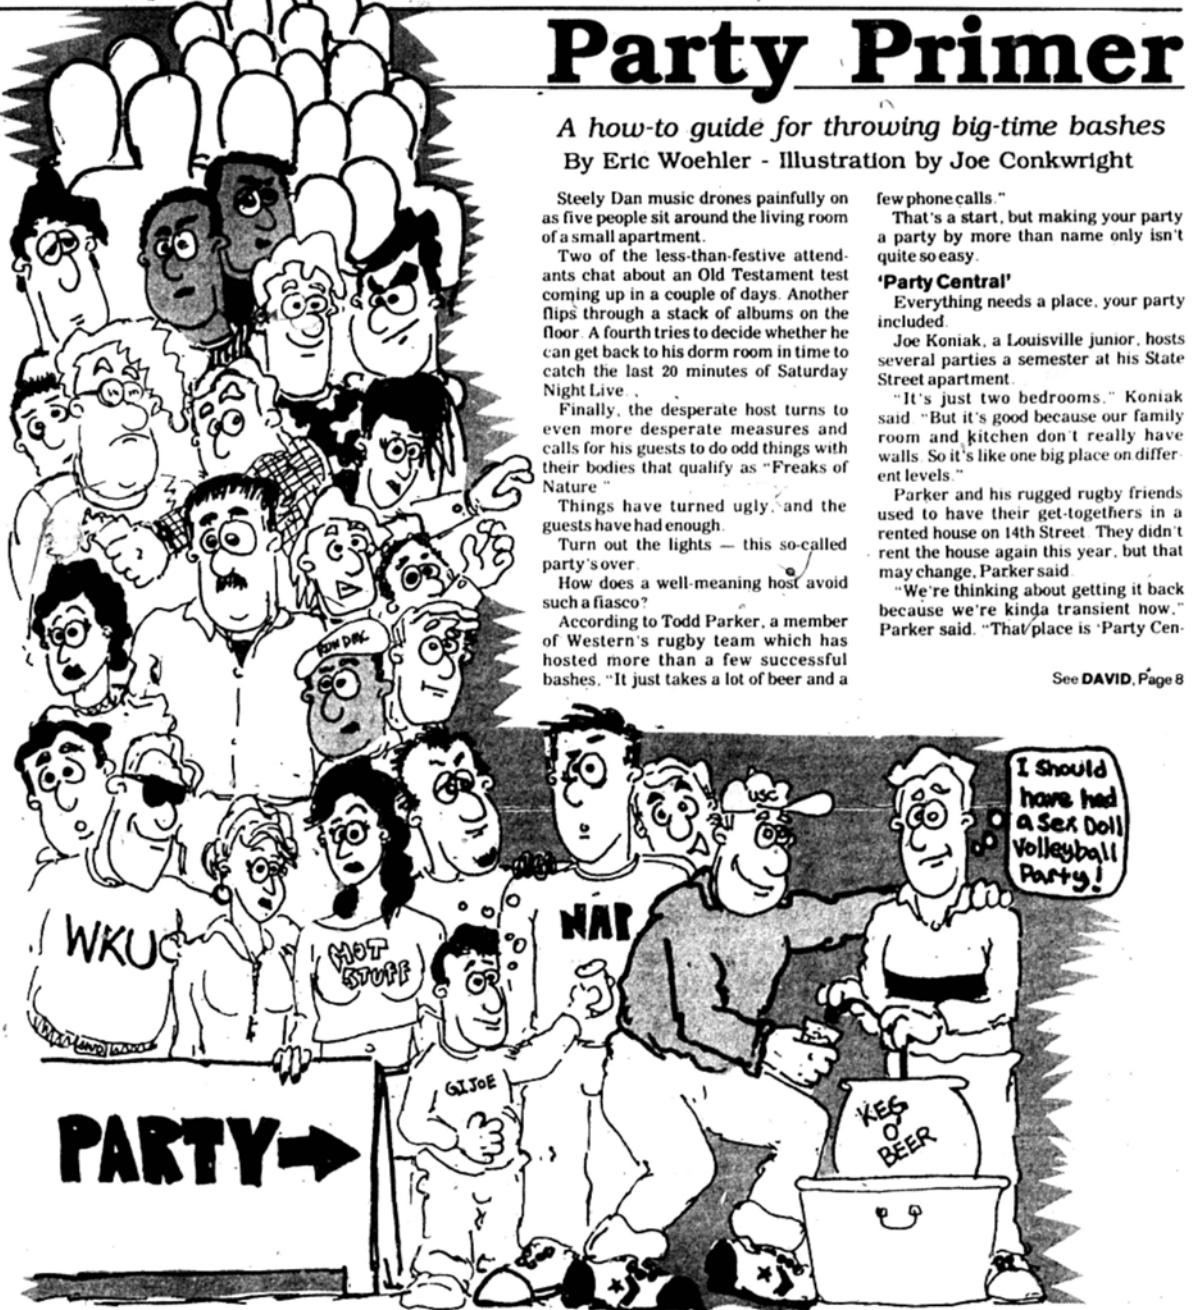 Party Primer
A how-to guide for throwing big-time bashes
By Eric Woehler - Illustration by Joe Conkwright
Steely Dan music drones painfully on
as five people sit around the living room
of a small apartment.
Two of the less-than-festive attend-
ants chat about an Old Testament test
coming up in a couple of days. Another
flips through a stack of albums on the
floor. A fourth tries to decide whether he
can get back to his dorm room in time to
catch the last 20 minutes of Saturday
Night Live.
Finally, the desperate host turns to
even more desperate measures and
calls for his guests to do odd things with
their bodies that qualify as "Freaks of
Nature"
Things have turned ugly, and the
guests have had enough.
Turn out the lights — this so-called
party's over.
How does a well-meaning host avoid
such a fiasco?
According to Todd Parker, a member
of Western's rugby team which has
hosted more than a few successful
bashes, "It just takes a lot of beer and a
few phone calls."
That's a start, but making your party
a party by more than name only isn't
quite so easy.
'Party Central'
Everything needs a place, your party
included.
Joe Koniak, a Louisville junior, hosts
several parties a semester at his State
Street apartment.
"It's just two bedrooms," Koniak
said. "But it's good because our family
room and kitchen don't really have
walls. So it's like one big place on differ-
ent levels."
Parker and his rugged rugby friends
used to have their get-togethers in a
rented house on 14th Street. They didn't
rent the house again this year, but that
may change, Parker said.
"We're thinking about getting it back
because we're kinda transient now,"
Parker said. "That place is 'Party Cen-
See DAVID, Page 8
RUN DMC
I Should
have had
a Sex Doll
Volleyball
Party!
USC
WKU
HOT
STUFF
NAP
GI JOE
KEG
O'
BEER
PARTY→